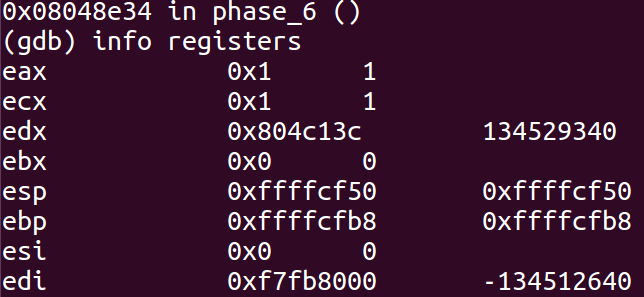 0x08048e34 in phase_6 ()
(gdb) info registers
eax 0x1 1
ecx 0x1 1
edx 0x804c13c 134529340
ebx 0x0 0
esp 0xffffcf50 0xffffcf50
ebp 0xffffcfb8 0xffffcfb8
esi 0x0 0
edi 0xf7fb8000 -134512640